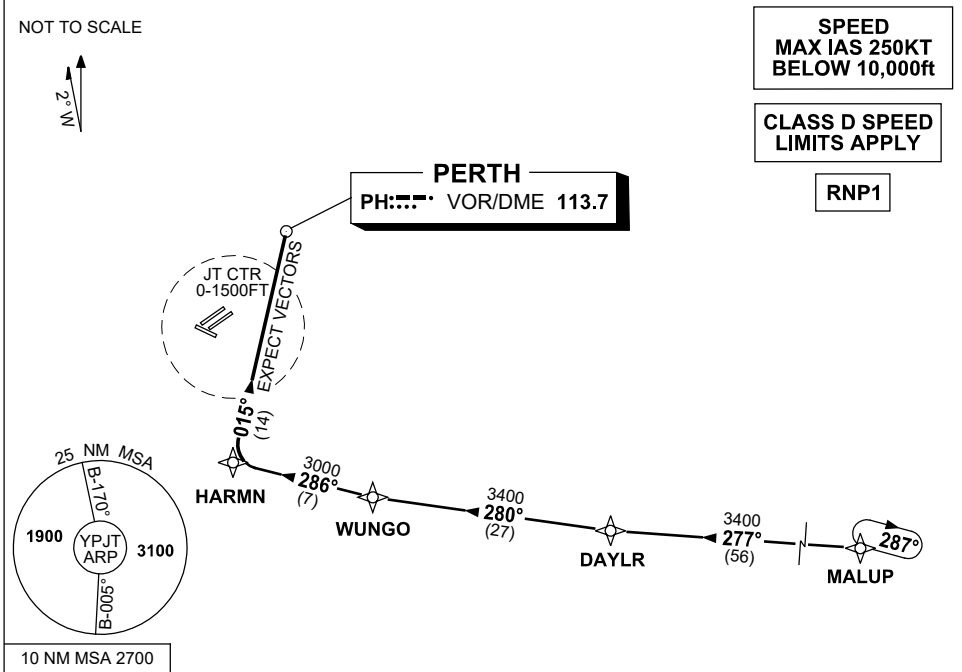 NOT TO SCALE
2° W
SPEED
MAX IAS 250KT
BELOW 10,000ft
CLASS D SPEED
LIMITS APPLY
RNP1
PERTH
PH VOR/DME 113.7
JT CTR
0-1500FT
EXPECT VECTORS
015°
(14)
HARMN
3000
286°
(7)
WUNGO
3400
280°
(27)
DAYLR
3400
277°
(56)
MALUP
287°
25 NM MSA
B-170°
1900
YPJT
ARP
3100
B-005°
10 NM MSA 2700